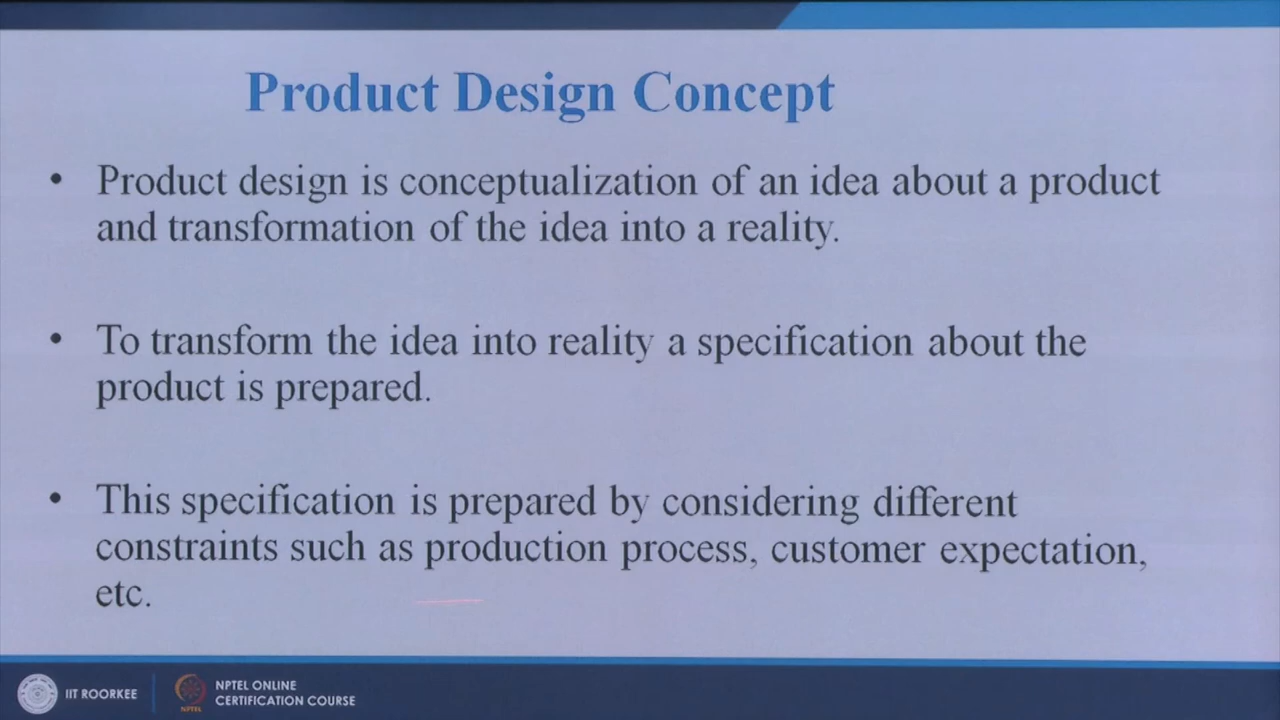 Product Design Concept
• Product design is conceptualization of an idea about a product
and transformation of the idea into a reality.
• To transform the idea into reality a specification about the
product is prepared.
• This specification is prepared by considering different
constraints such as production process, customer expectation,
etc.
IIT ROORKEE
NPTEL ONLINE
CERTIFICATION COURSE
NPTEL